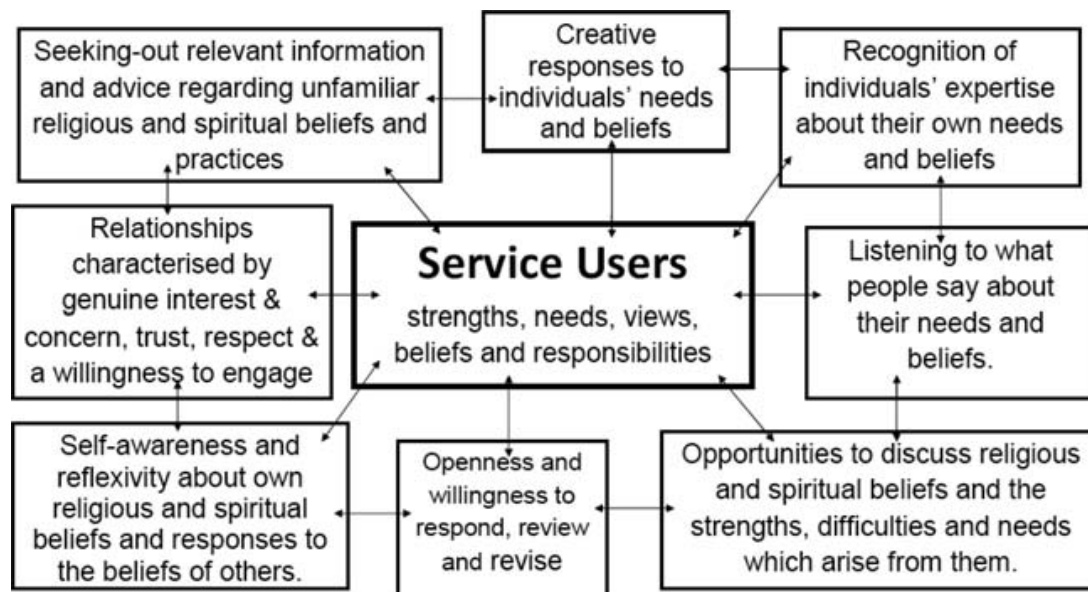 Seeking-out relevant information
and advice regarding unfamiliar
religious and spiritual beliefs and
practices
Creative
responses to
individuals’ needs
and beliefs
Recognition of
individuals’ expertise
about their own needs
and beliefs
Relationships
characterised by
genuine interest &
concern, trust, respect &
a willingness to engage
Service Users
strengths, needs, views,
beliefs and responsibilities
Listening to what
people say about
their needs and
beliefs.
Self-awareness and
reflexivity about own
religious and spiritual
beliefs and responses to
the beliefs of others.
Openness and
willingness to
respond, review
and revise
Opportunities to discuss religious
and spiritual beliefs and the
strengths, difficulties and needs
which arise from them.